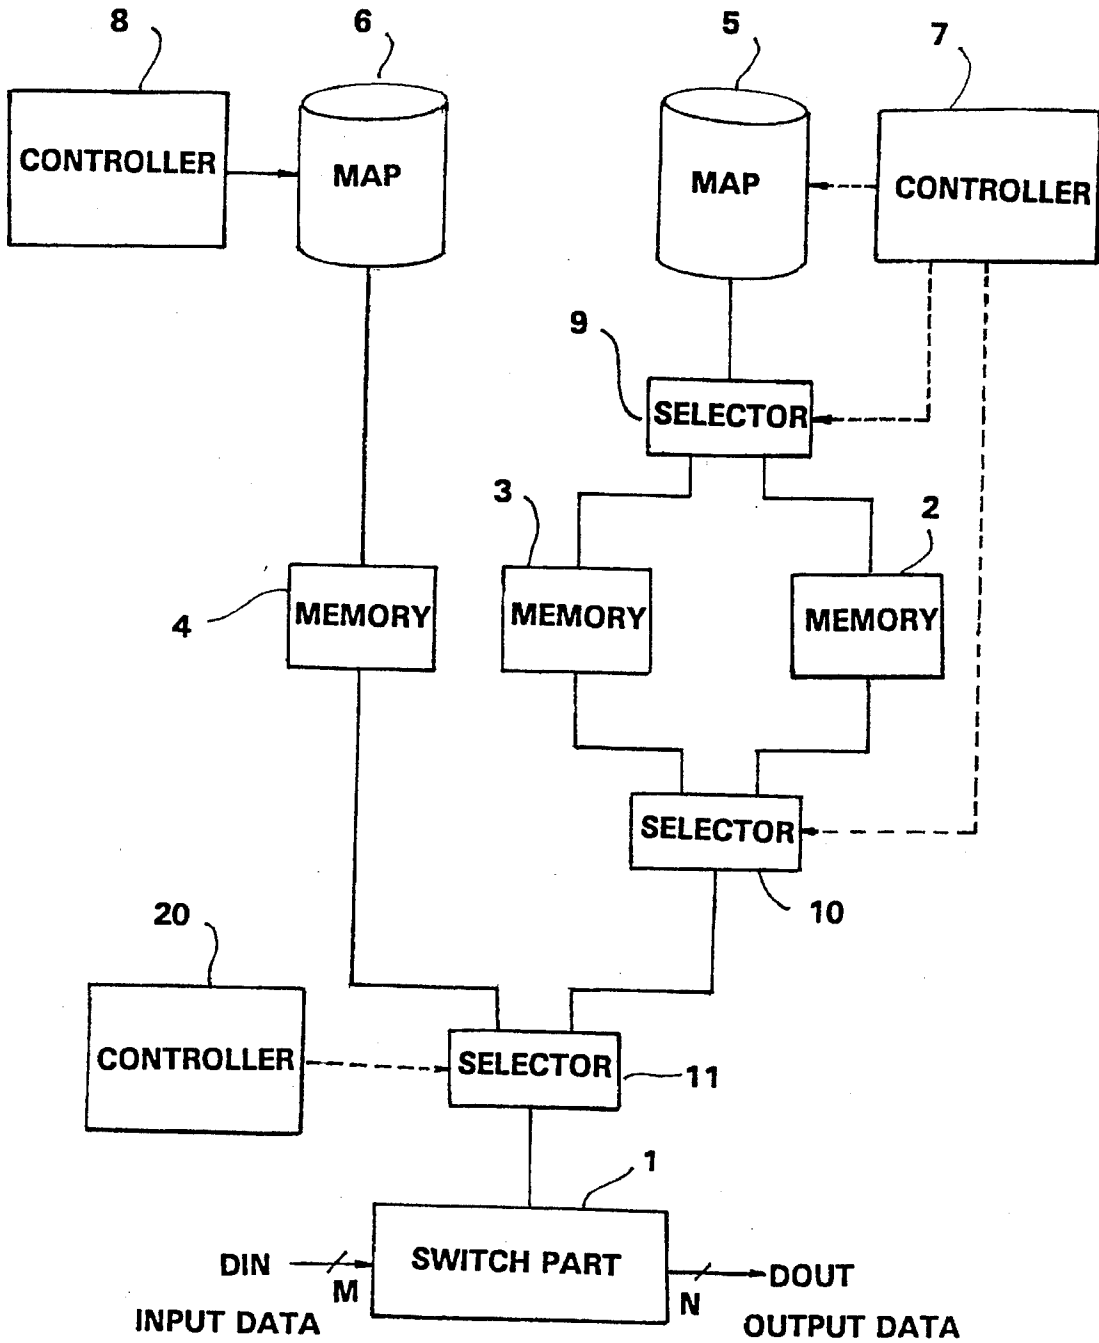 8
6
5
7
CONTROLLER
MAP
MAP
CONTROLLER
9
SELECTOR
3
2
4
MEMORY
MEMORY
MEMORY
SELECTOR
10
20
CONTROLLER
SELECTOR
11
1
DIN
M
SWITCH PART
N
DOUT
INPUT DATA
OUTPUT DATA